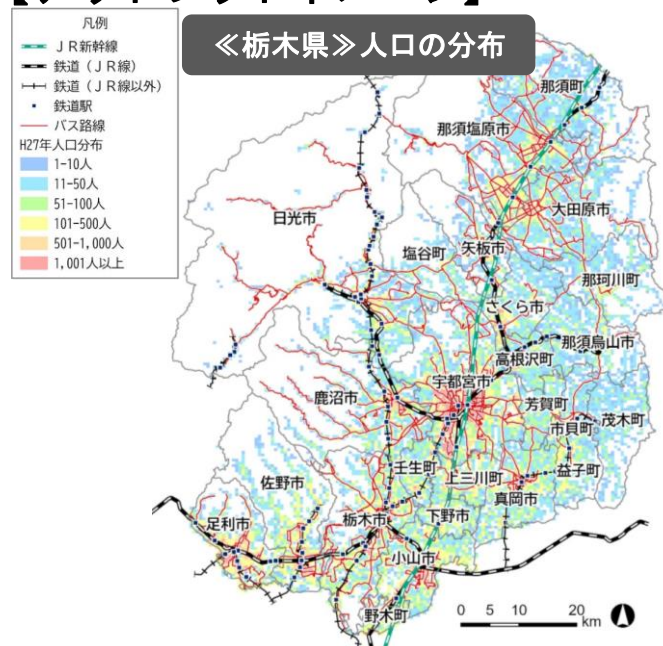 凡例
JR新幹線
鉄道(JR線)
鉄道(JR線以外)
鉄道駅
バス路線
H27年人口分布
1-10人
11-50人
51-100人
101-500人
501-1,000人
1,001人以上
≪栃木県≫人口の分布
那須町
那須塩原市
大田原市
日光市
矢板市
塩谷町
那珂川町
さくら市
那須烏山市
高根沢町
宇都宮市
鹿沼市
芳賀町
市貝町
茂木町
壬生町
上三川町
益子町
真岡市
佐野市
足利市
栃木市
下野市
小山市
野木町
0 5 10 20
km